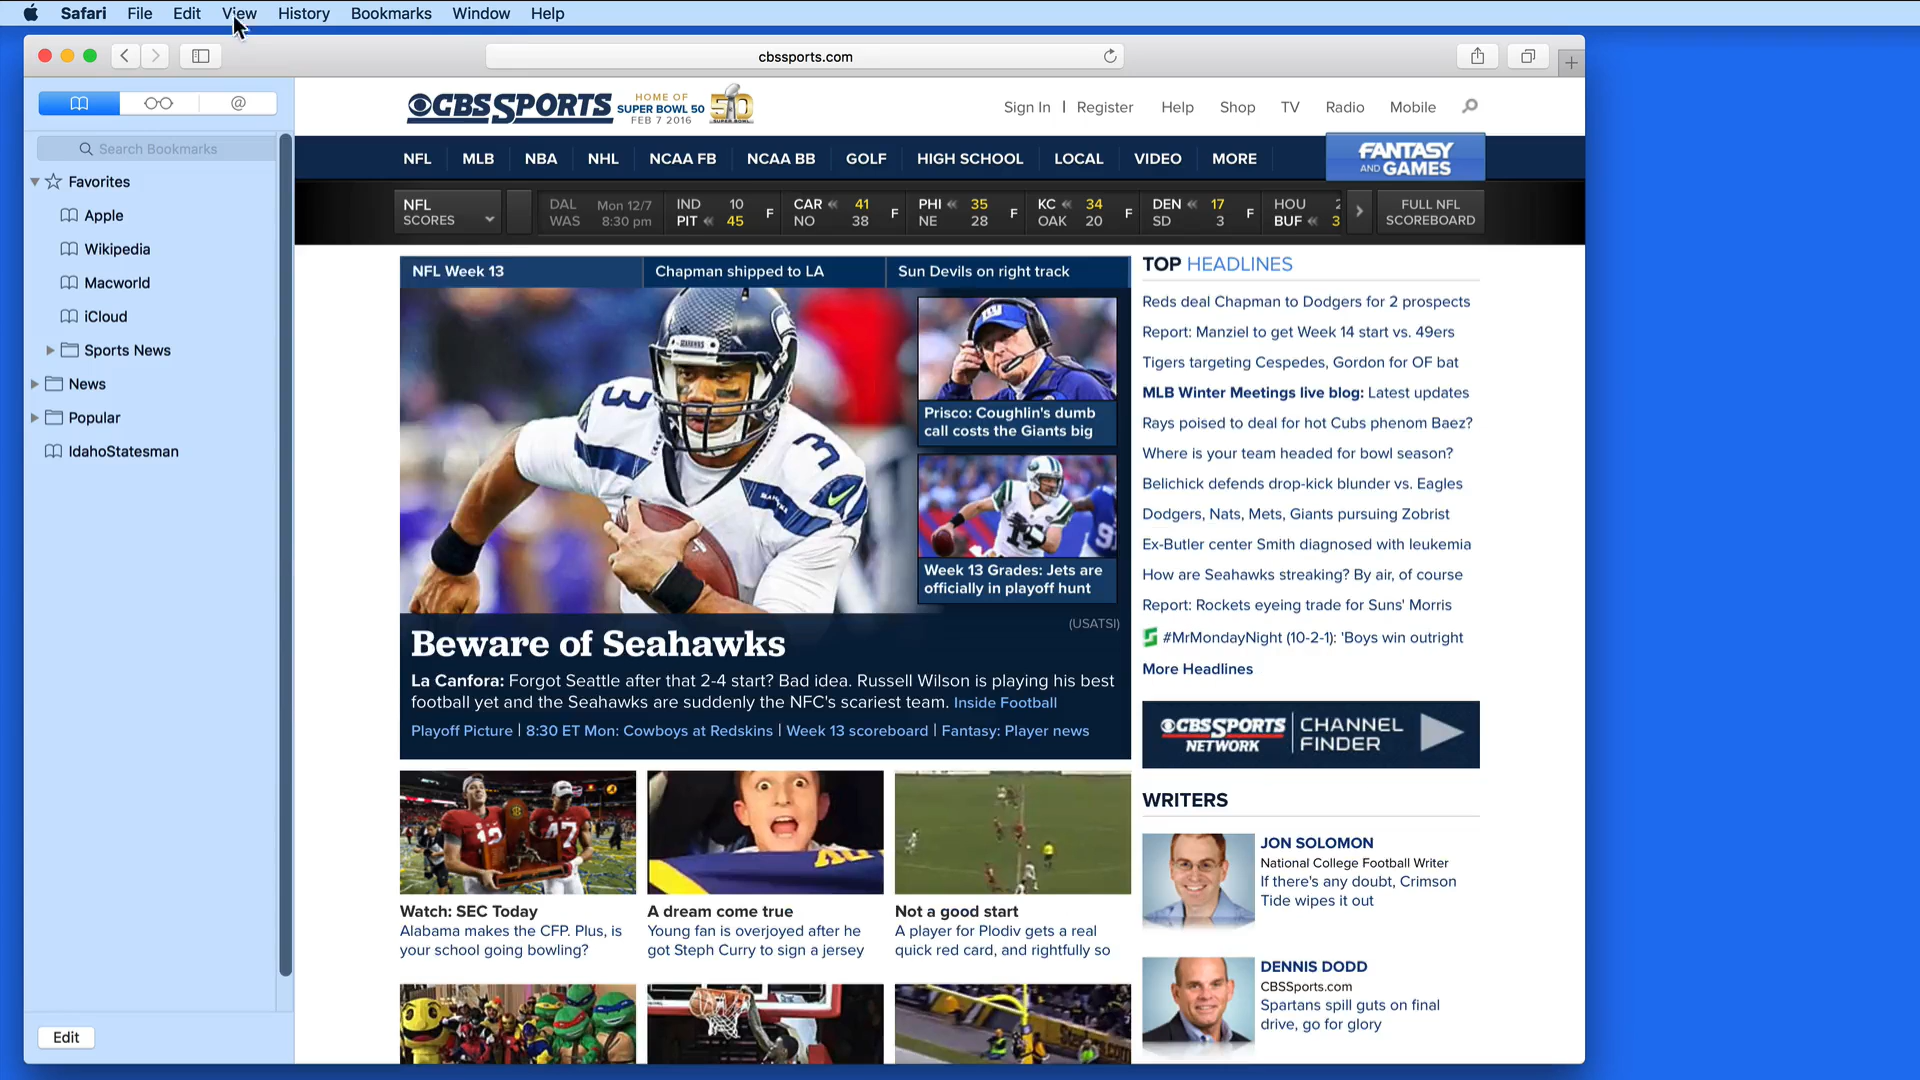 Safari File Edit View History Bookmarks Window Help
cbssports.com
@
Search Bookmarks
Favorites
Apple
Wikipedia
Macworld
iCloud
Sports News
News
Popular
IdahoStatesman
Edit
CBSSPORTS HOME OF
SUPER BOWL 50
FEB 7 2016
50
Sign In | Register Help Shop TV Radio Mobile
NFL MLB NBA NHL NCAA FB NCAA BB GOLF HIGH SCHOOL LOCAL VIDEO MORE
FANTASY
AND GAMES
NFL
SCORES
DAL Mon 12/7
WAS 8:30 pm
IND 10
PIT « 45 F
CAR « 41
NO 38 F
PHI « 35
NE 28 F
KC « 34
OAK 20 F
DEN « 17
SD 3 F
HOU 2
BUF « 3
FULL NFL
SCOREBOARD
NFL Week 13 Chapman shipped to LA Sun Devils on right track
3
3
SEAHAWKS
Prisco: Coughlin's dumb
call costs the Giants big
Week 13 Grades: Jets are
officially in playoff hunt
(USATSI)
Beware of Seahawks
La Canfora: Forgot Seattle after that 2-4 start? Bad idea. Russell Wilson is playing his best
football yet and the Seahawks are suddenly the NFC's scariest team. Inside Football
Playoff Picture | 8:30 ET Mon: Cowboys at Redskins | Week 13 scoreboard | Fantasy: Player news
12 47
Watch: SEC Today
Alabama makes the CFP. Plus, is
your school going bowling?
A dream come true
Young fan is overjoyed after he
got Steph Curry to sign a jersey
Not a good start
A player for Plodiv gets a real
quick red card, and rightfully so
TOP HEADLINES
Reds deal Chapman to Dodgers for 2 prospects
Report: Manziel to get Week 14 start vs. 49ers
Tigers targeting Cespedes, Gordon for OF bat
MLB Winter Meetings live blog: Latest updates
Rays poised to deal for hot Cubs phenom Baez?
Where is your team headed for bowl season?
Belichick defends drop-kick blunder vs. Eagles
Dodgers, Nats, Mets, Giants pursuing Zobrist
Ex-Butler center Smith diagnosed with leukemia
How are Seahawks streaking? By air, of course
Report: Rockets eyeing trade for Suns' Morris
#MrMondayNight (10-2-1): 'Boys win outright
More Headlines
CBSSPORTS
NETWORK
CHANNEL
FINDER
WRITERS
JON SOLOMON
National College Football Writer
If there's any doubt, Crimson
Tide wipes it out
DENNIS DODD
CBSSports.com
Spartans spill guts on final
drive, go for glory